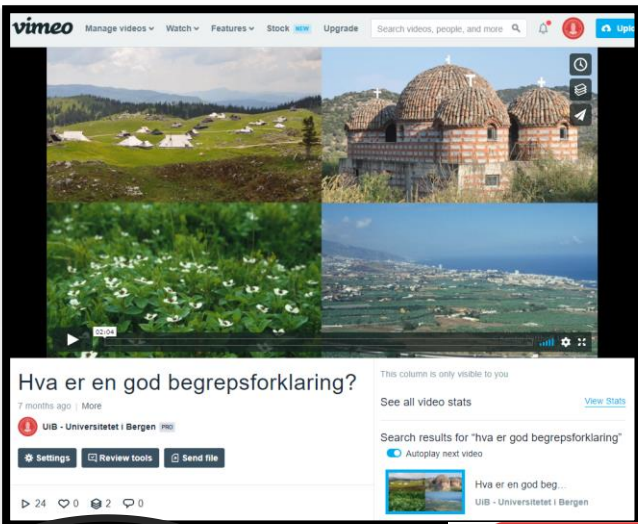 vimeo Manage videos Watch Features Stock NEW Upgrade Search videos, people, and more Uplo
02:04
Hva er en god begrepsforklaring?
7 months ago | More
UiB - Universitetet i Bergen PRO
Settings Review tools Send file
24 0 2 0
This column is only visible to you
See all video stats View Stats
Search results for “hva er god begrepsforklaring”
Autoplay next video
Hva er en god beg...
UiB - Universitetet i Bergen